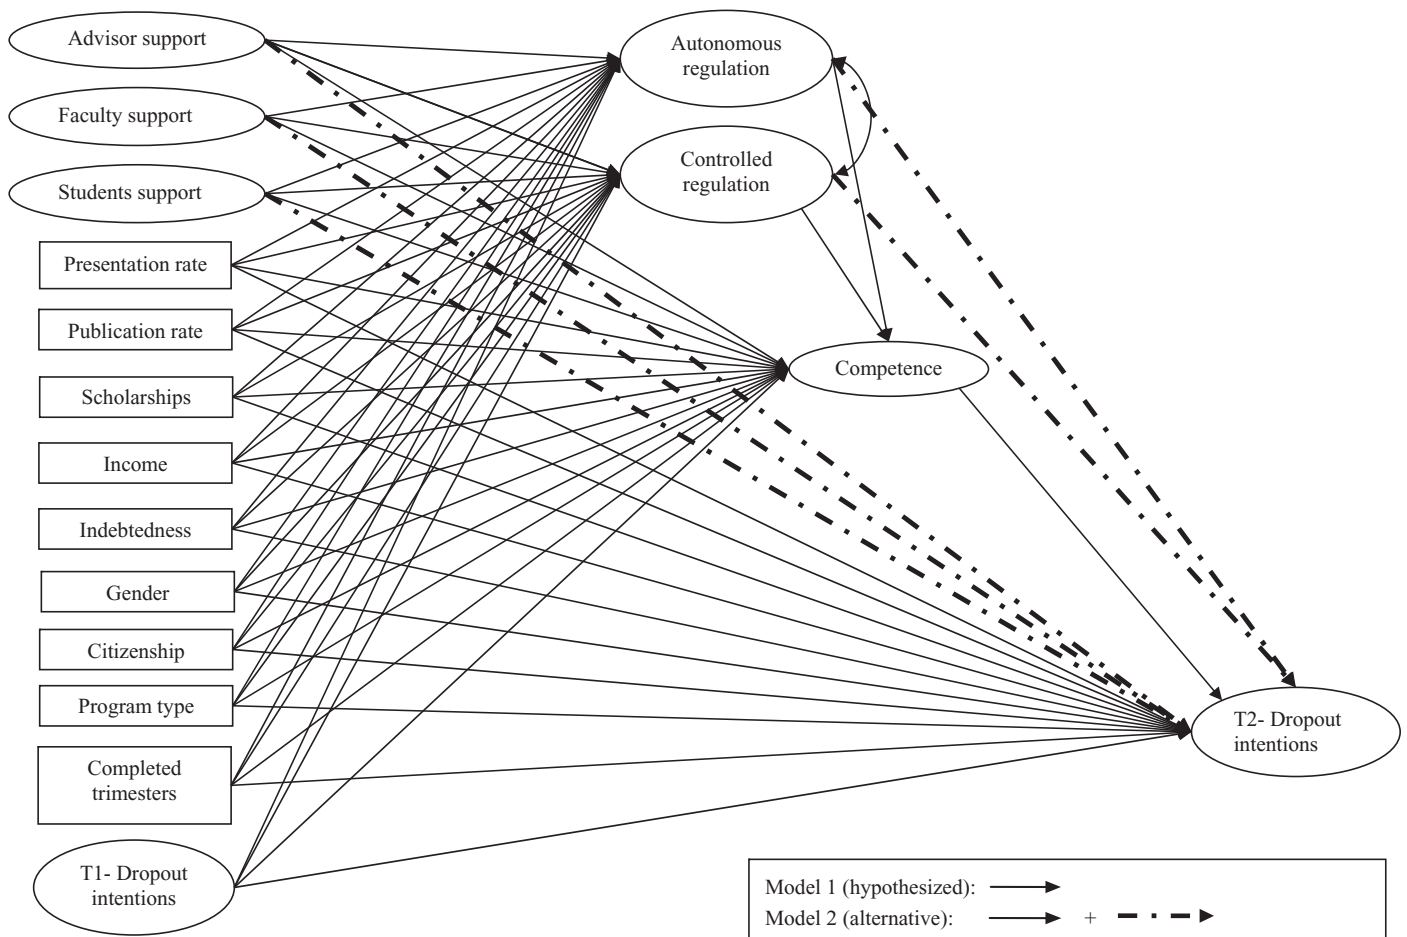 Advisor support
Faculty support
Students support
Presentation rate
Publication rate
Scholarships
Income
Indebtedness
Gender
Citizenship
Program type
Completed
trimesters
T1- Dropout
intentions
Autonomous
regulation
Controlled
regulation
Competence
T2- Dropout
intentions
Model 1 (hypothesized):
Model 2 (alternative): +